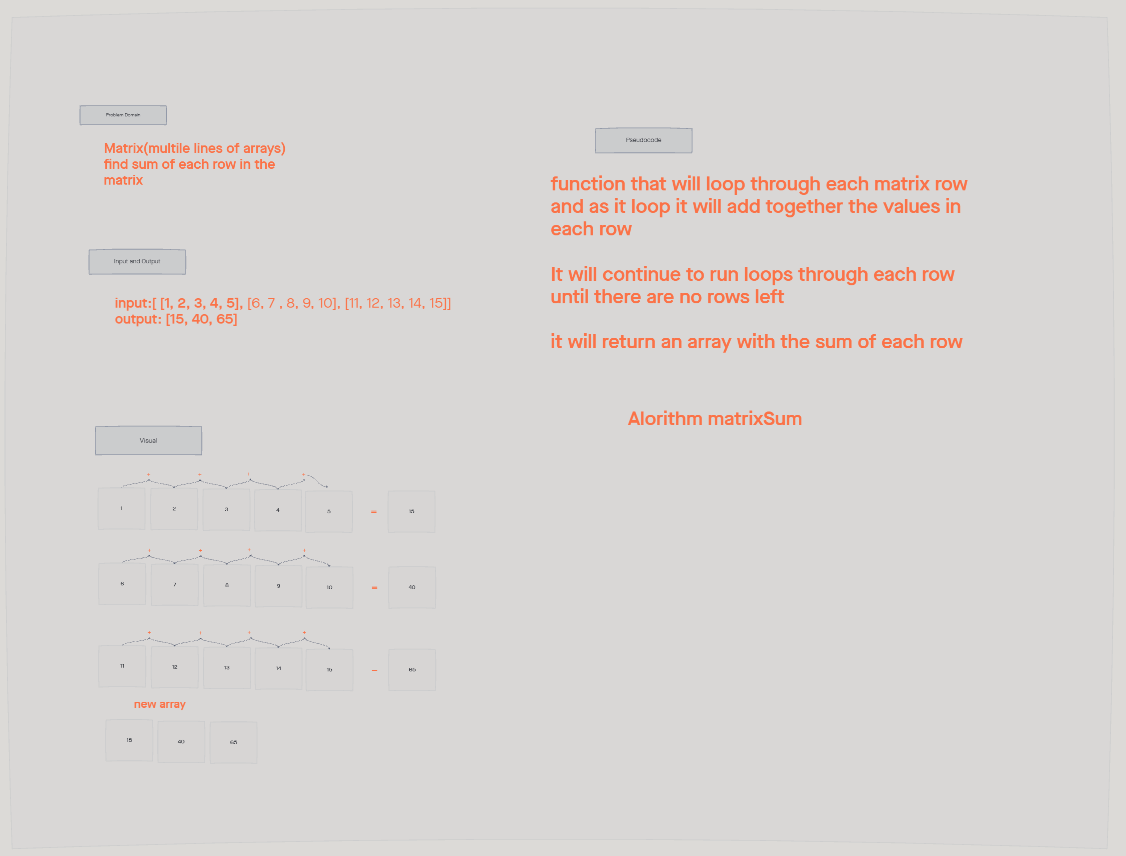 Problem Domain
Matrix(multile lines of arrays)
find sum of each row in the
matrix
Input and Output
input:[ [1, 2, 3, 4, 5], [6, 7 , 8, 9, 10], [11, 12, 13, 14, 15]]
output: [15, 40, 65]
Visual
+ + + +
1 2 3 4 5 = 15
+ + + +
6 7 8 9 10 = 40
+ + + +
11 12 13 14 15 = 65
new array
15 40 65
Pseudocode
function that will loop through each matrix row
and as it loop it will add together the values in
each row
It will continue to run loops through each row
until there are no rows left
it will return an array with the sum of each row
Alorithm matrixSum